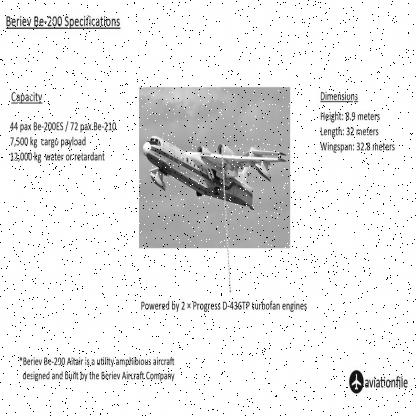 Beriev Be-200 Specifications
Capacity
44 pax Be-200ES / 72 pax Be-210
7,500 kg cargo payload
12,000 kg water or retardant
Dimensions
Height: 8.9 meters
Length: 32 meters
Wingspan: 32.8 meters
Powered by 2 × Progress D-436TP turbofan engines
*Beriev Be-200 Altair is a utility amphibious aircraft
designed and built by the Beriev Aircraft Company
aviationfile